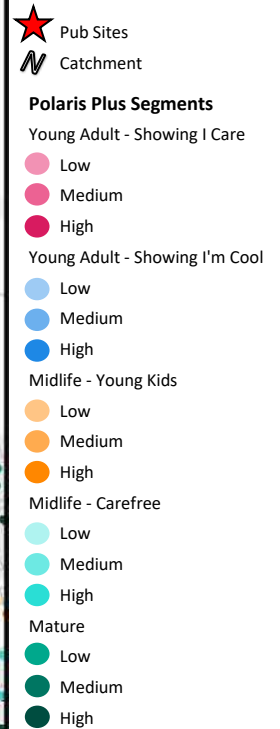 Pub Sites
Catchment
Polaris Plus Segments
Young Adult - Showing I Care
Low
Medium
High
Young Adult - Showing I'm Cool
Low
Medium
High
Midlife - Young Kids
Low
Medium
High
Midlife - Carefree
Low
Medium
High
Mature
Low
Medium
High